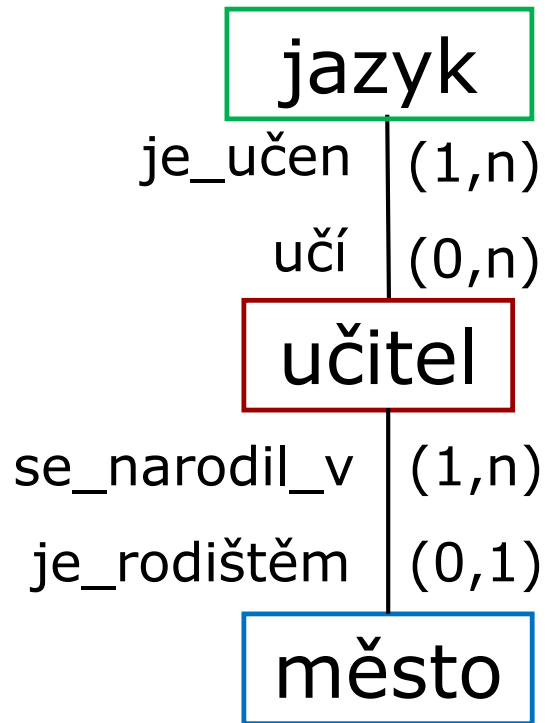 jazyk
je_učen (1,n)
učí (0,n)
učitel
se_narodil_v (1,n)
je_rodištěm (0,1)
město